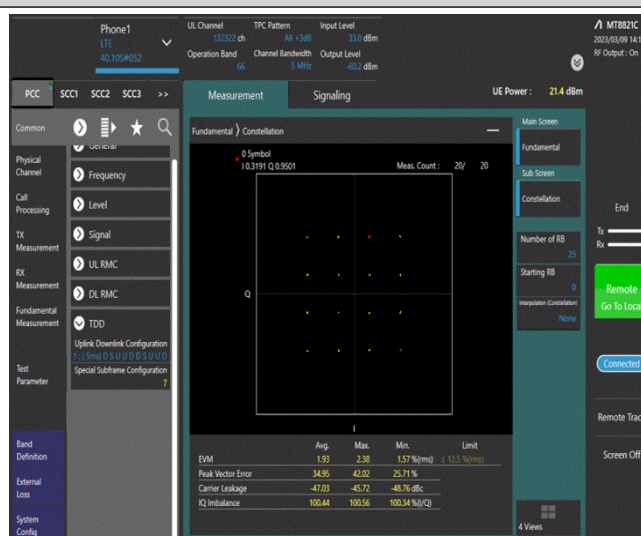 Phone1
LTE
40.10S#052
UL Channel
132322 ch
TPC Pattern
All +3dB
Input Level
33.0 dBm
Operation Band
66
Channel Bandwidth
5 MHz
Output Level
-60.2 dBm
MT8821C
2023/03/09 14:1
RF Output : On
PCC SCC1 SCC2 SCC3 >>
Measurement Signaling
UE Power : 21.4 dBm
Common
Physical
Channel
Call
Processing
TX
Measurement
RX
Measurement
Fundamental
Measurement
Test
Parameter
Band
Definition
External
Loss
System
Config
General
Frequency
Level
Signal
UL RMC
DL RMC
TDD
Uplink Downlink Configuration
1 : ( 5ms) D S U U D D S U U D
Special Subframe Configuration
7
Fundamental Constellation
0 Symbol
I 0.3191 Q 0.9501
Meas. Count : 20/ 20
Q
I
Avg. Max. Min. Limit
EVM 1.93 2.38 1.57 %(rms) ≤ 12.5 %(rms)
Peak Vector Error 34.95 42.02 25.71 %
Carrier Leakage -47.03 -45.72 -48.76 dBc
IQ Imbalance 100.44 100.56 100.34 %(I/Q)
Main Screen
Fundamental
Sub Screen
Constellation
Number of RB
25
Starting RB
0
Interpolation (Constellation)
None
4 Views
End
Tx
Rx
Remote
Go To Loca
Connected
Remote Trac
Screen Off